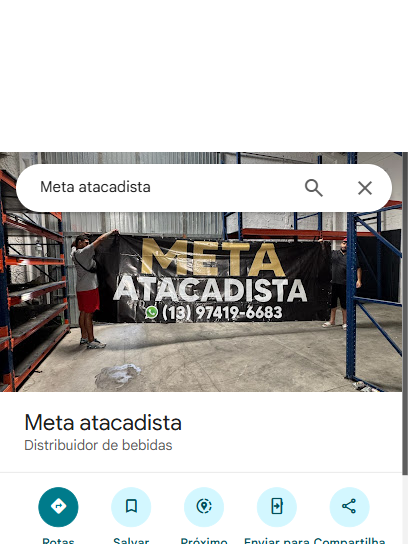 Meta atacadista
META
ATACADISTA
(13) 97419-6683
Meta atacadista
Distribuidor de bebidas
Rotas Salvar Próximo Enviar para Compartilha